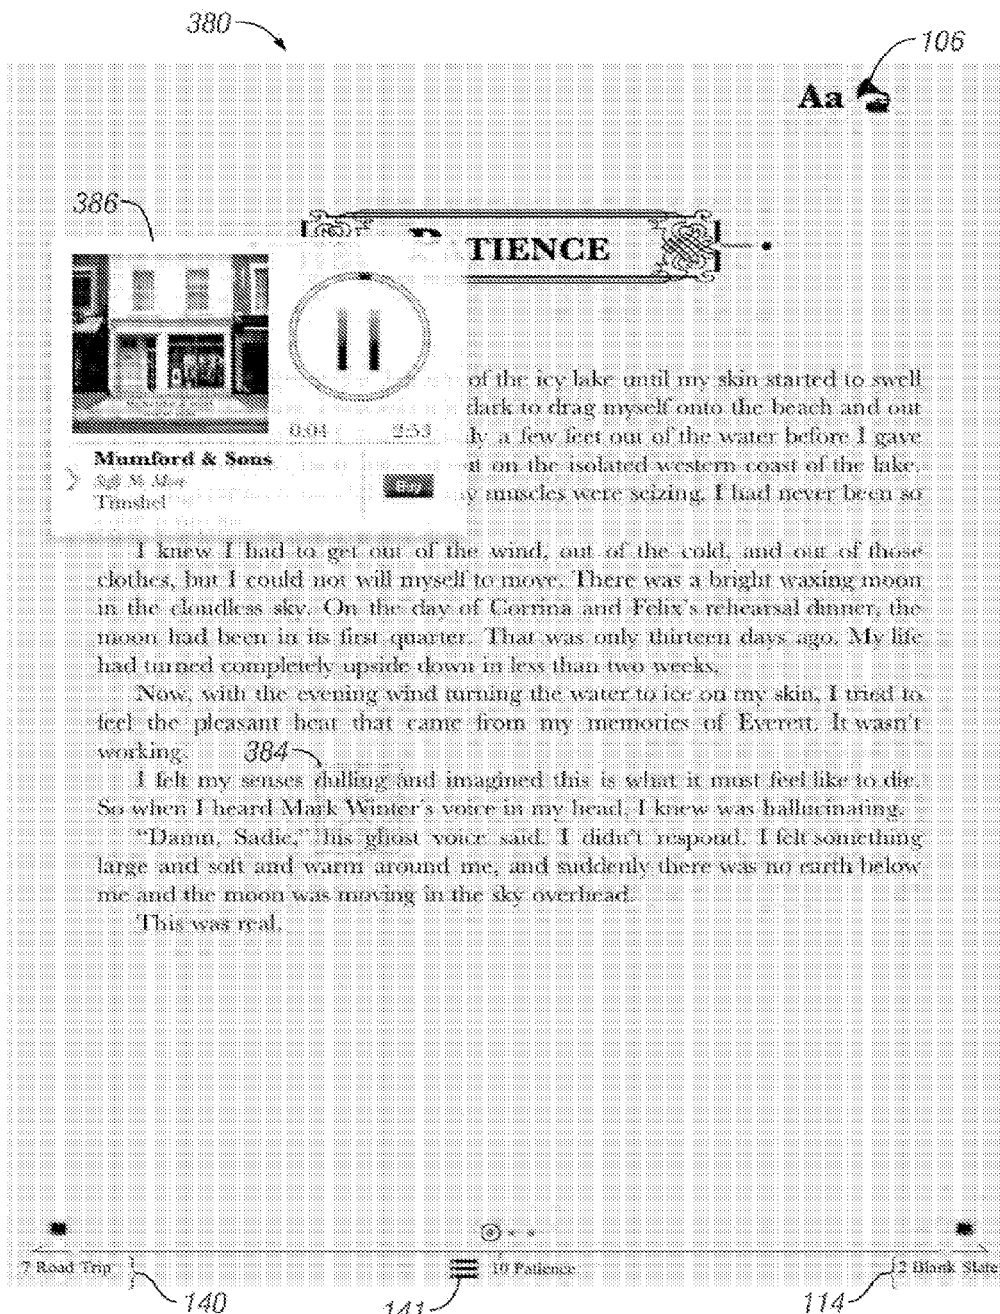 380
106
Aa
386
PATIENCE
of the icy lake until my skin started to swell
dark to drag myself onto the beach and out
0:04 2:53
a few feet out of the water before I gave
Mumford & Sons
out on the isolated western coast of the lake.
Sigh No More
my muscles were seizing. I had never been so
Timshel
I knew I had to get out of the wind, out of the cold, and out of those
clothes, but I could not will myself to move. There was a bright waxing moon
in the cloudless sky. On the day of Corrina and Felix's rehearsal dinner, the
moon had been in its first quarter. That was only thirteen days ago. My life
had turned completely upside down in less than two weeks.
Now, with the evening wind turning the water to ice on my skin, I tried to
feel the pleasant heat that came from my memories of Everett. It wasn't
working.
384
I felt my senses dulling and imagined this is what it must feel like to die.
So when I heard Mark Winter's voice in my head, I knew was hallucinating.
"Damn, Sadie," his ghost voice said. I didn't respond. I felt something
large and soft and warm around me, and suddenly there was no earth below
me and the moon was moving in the sky overhead.
This was real.
7 Road Trip
10 Patience
2 Blank Slate
140
141
114